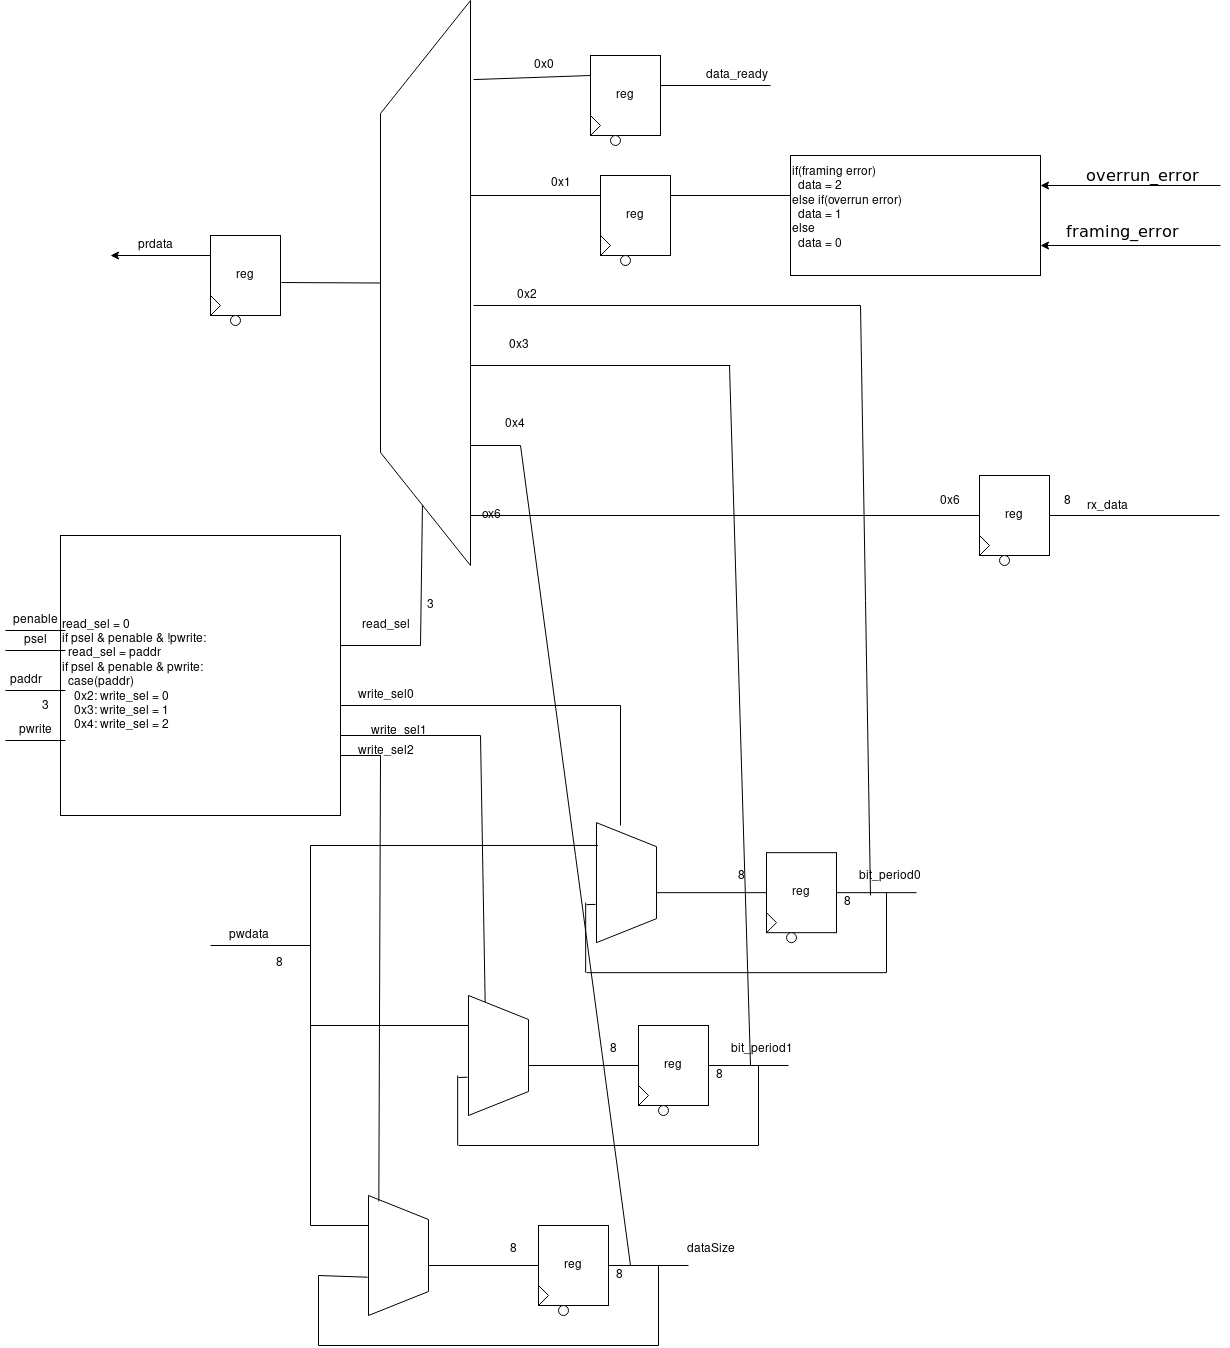 0x0
reg
data_ready
0x1
reg
if(framing error)
data = 2
else if(overrun error)
data = 1
else
data = 0
overrun_error
framing_error
prdata
reg
0x2
0x3
0x4
0x6
0x6
reg
8
rx_data
3
read_sel
penable
psel
paddr
3
pwrite
read_sel = 0
if psel & penable & !pwrite:
read_sel = paddr
if psel & penable & pwrite:
case(paddr)
0x2: write_sel = 0
0x3: write_sel = 1
0x4: write_sel = 2
write_sel0
write_sel1
write_sel2
8
reg
bit_period0
8
pwdata
8
8
reg
bit_period1
8
8
reg
dataSize
8